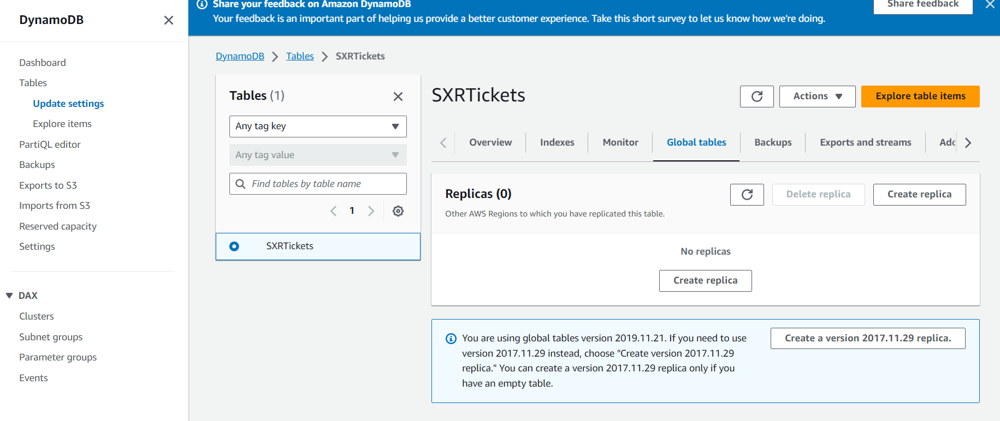 DynamoDB
Dashboard
Tables
Update settings
Explore items
PartiQL editor
Backups
Exports to S3
Imports from S3
Reserved capacity
Settings
DAX
Clusters
Subnet groups
Parameter groups
Events
Share your feedback on Amazon DynamoDB
Your feedback is an important part of helping us provide a better customer experience. Take this short survey to let us know how we're doing.
Share feedback
DynamoDB
Tables
SXRTickets
Tables (1)
Any tag key
Any tag value
Find tables by table name
1
SXRTickets
SXRTickets
Actions
Explore table items
Overview
Indexes
Monitor
Global tables
Backups
Exports and streams
Replicas (0)
Delete replica
Create replica
Other AWS Regions to which you have replicated this table.
No replicas
Create replica
You are using global tables version 2019.11.21. If you need to use
version 2017.11.29 instead, choose "Create version 2017.11.29
replica." You can create a version 2017.11.29 replica only if you
have an empty table.
Create a version 2017.11.29 replica.